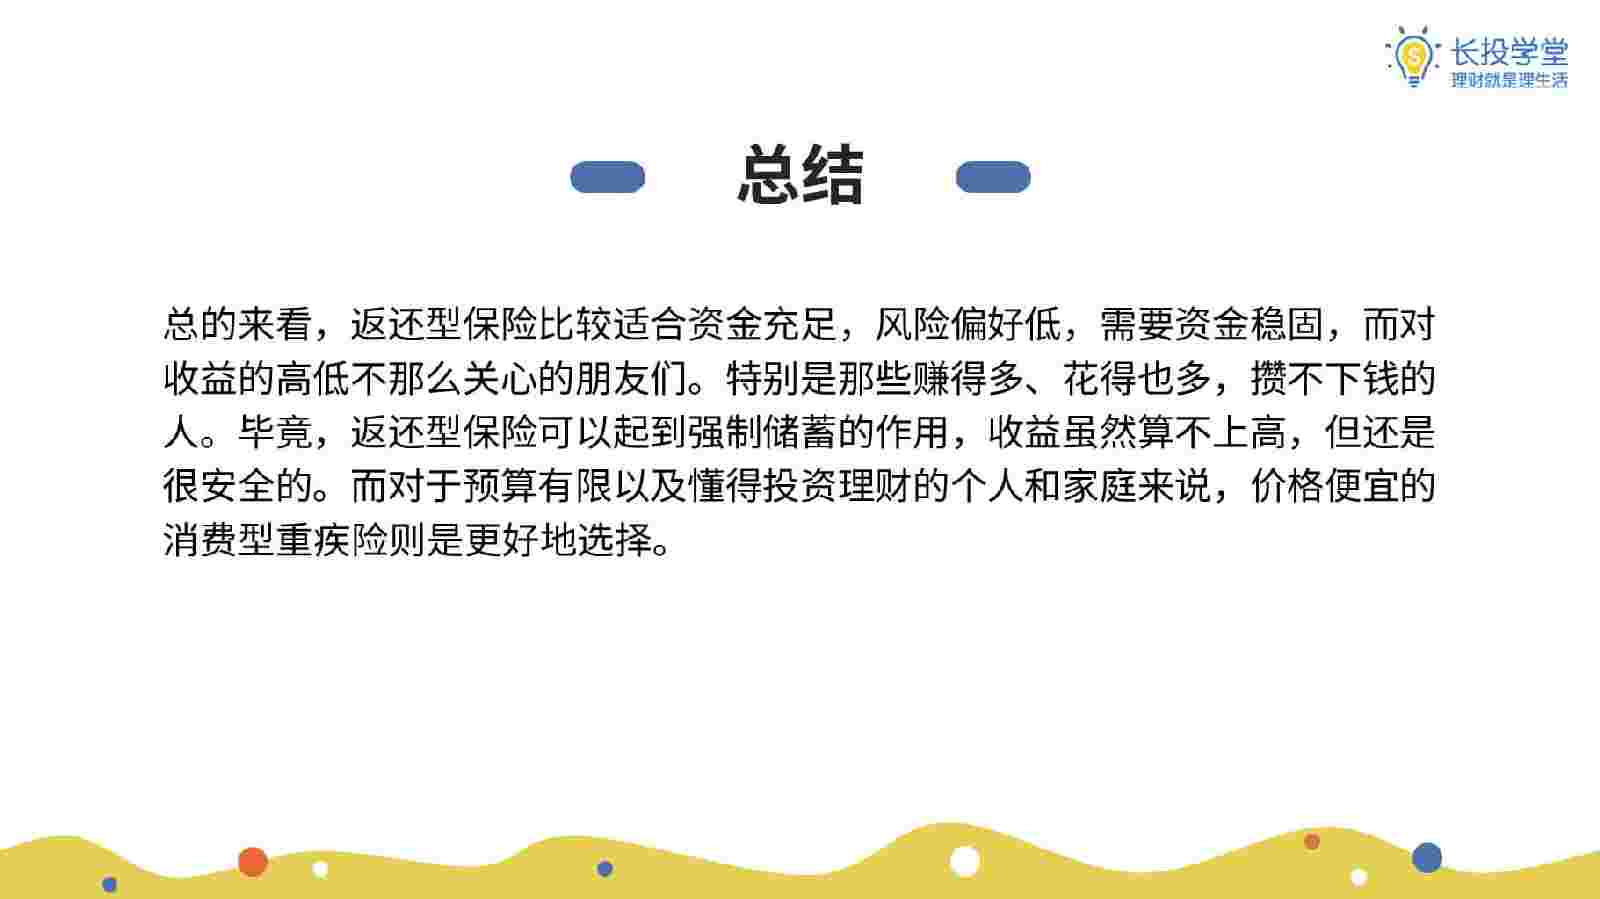 长投学堂
理财就是理生活
总结
总的来看，返还型保险比较适合资金充足，风险偏好低，需要资金稳固，而对
收益的高低不那么关心的朋友们。特别是那些赚得多、花得也多，攒不下钱的
人。毕竟，返还型保险可以起到强制储蓄的作用，收益虽然算不上高，但还是
很安全的。而对于预算有限以及懂得投资理财的个人和家庭来说，价格便宜的
消费型重疾险则是更好地选择。